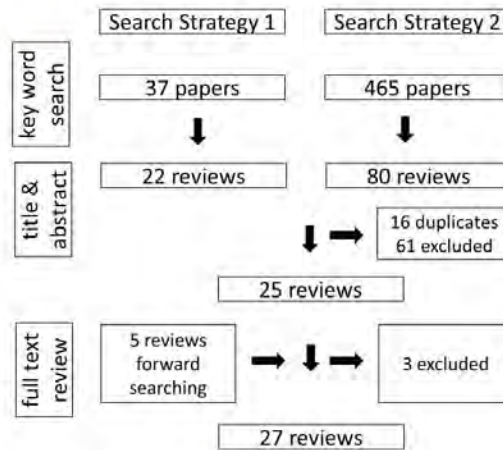 Search Strategy 1
Search Strategy 2
key word
search
37 papers
465 papers
title &
abstract
22 reviews
80 reviews
16 duplicates
61 excluded
25 reviews
full text
review
5 reviews
forward
searching
3 excluded
27 reviews